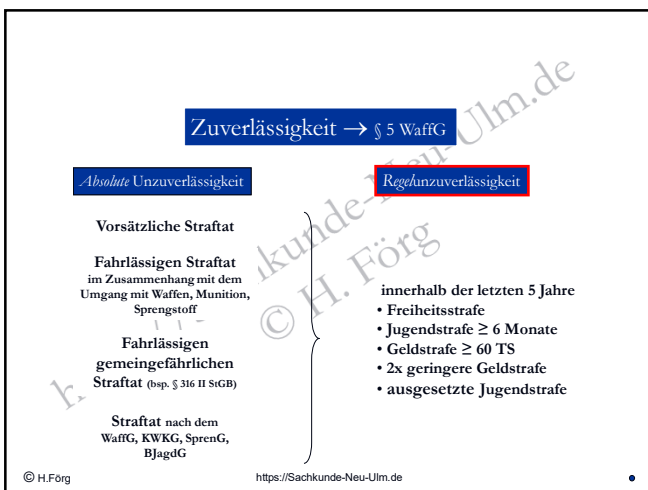 Zuverlässigkeit → § 5 WaffG
Absolute Unzuverlässigkeit
Vorsätzliche Straftat
Fahrlässigen Straftat
im Zusammenhang mit dem
Umgang mit Waffen, Munition,
Sprengstoff
Fahrlässigen
gemeingefährlichen
Straftat (bsp. § 316 II StGB)
Straftat nach dem
WaffG, KWKG, SprenG,
BJagdG
Regelunzuverlässigkeit
innerhalb der letzten 5 Jahre
• Freiheitsstrafe
• Jugendstrafe ≥ 6 Monate
• Geldstrafe ≥ 60 TS
• 2x geringere Geldstrafe
• ausgesetzte Jugendstrafe
© H. Förg
© H.Förg
https://Sachkunde-Neu-Ulm.de